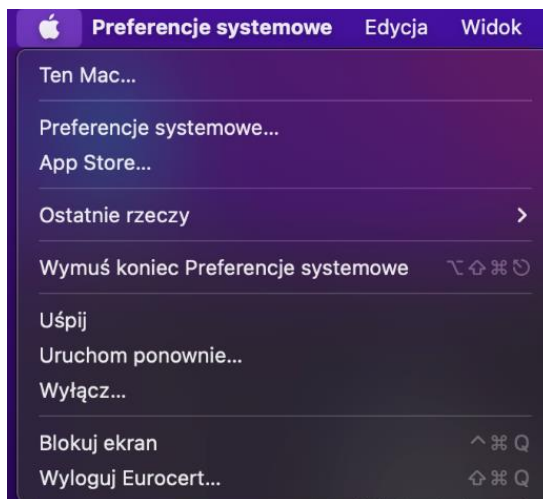 Preferencje systemowe Edycja Widok
Ten Mac...
Preferencje systemowe...
App Store...
Ostatnie rzeczy
Wymuś koniec Preferencje systemowe ⌥⇧⌘⎋
Uśpij
Uruchom ponownie...
Wyłącz...
Blokuj ekran ^⌘Q
Wyloguj Eurocert... ⇧⌘Q